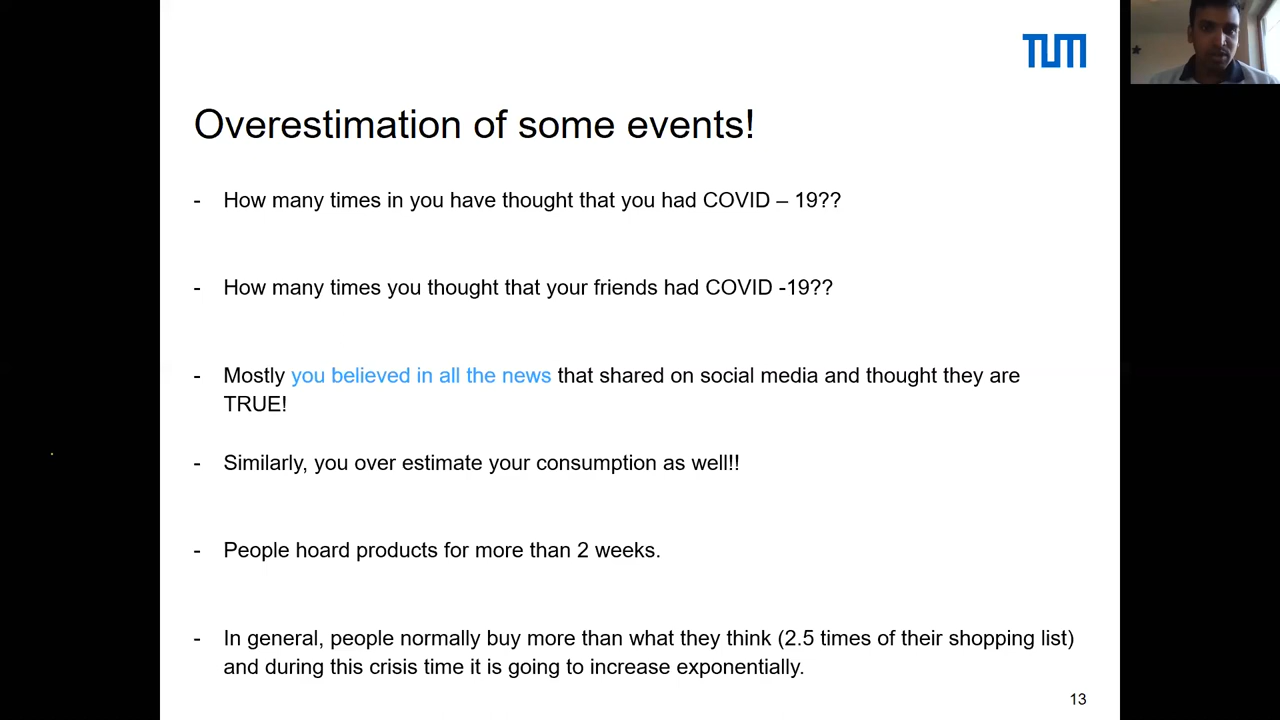 TUM
Overestimation of some events!
- How many times in you have thought that you had COVID – 19??
- How many times you thought that your friends had COVID -19??
- Mostly you believed in all the news that shared on social media and thought they are
TRUE!
- Similarly, you over estimate your consumption as well!!
- People hoard products for more than 2 weeks.
- In general, people normally buy more than what they think (2.5 times of their shopping list)
and during this crisis time it is going to increase exponentially.
13